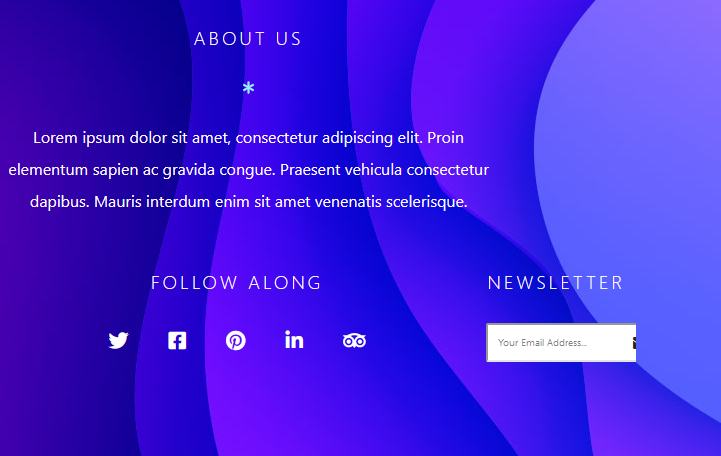 ABOUT US
Lorem ipsum dolor sit amet, consectetur adipiscing elit. Proin
elementum sapien ac gravida congue. Praesent vehicula consectetur
dapibus. Mauris interdum enim sit amet venenatis scelerisque.
FOLLOW ALONG
NEWSLETTER
Your Email Address...